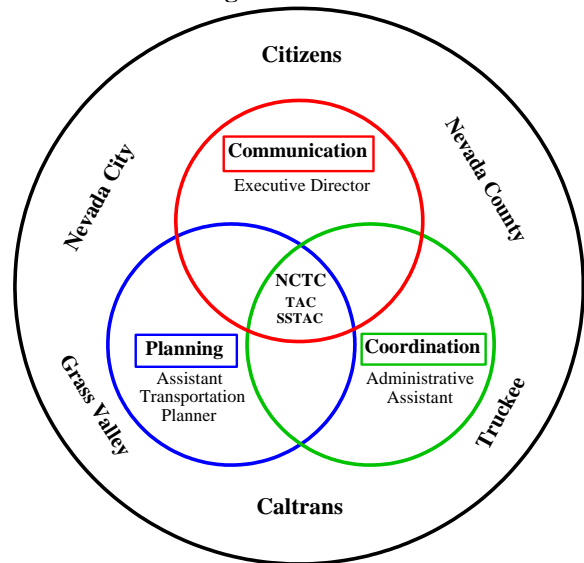 Citizens
Nevada City
Nevada County
Communication
Executive Director
NCTC
TAC
SSTAC
Planning
Assistant
Transportation
Planner
Coordination
Administrative
Assistant
Grass Valley
Truckee
Caltrans